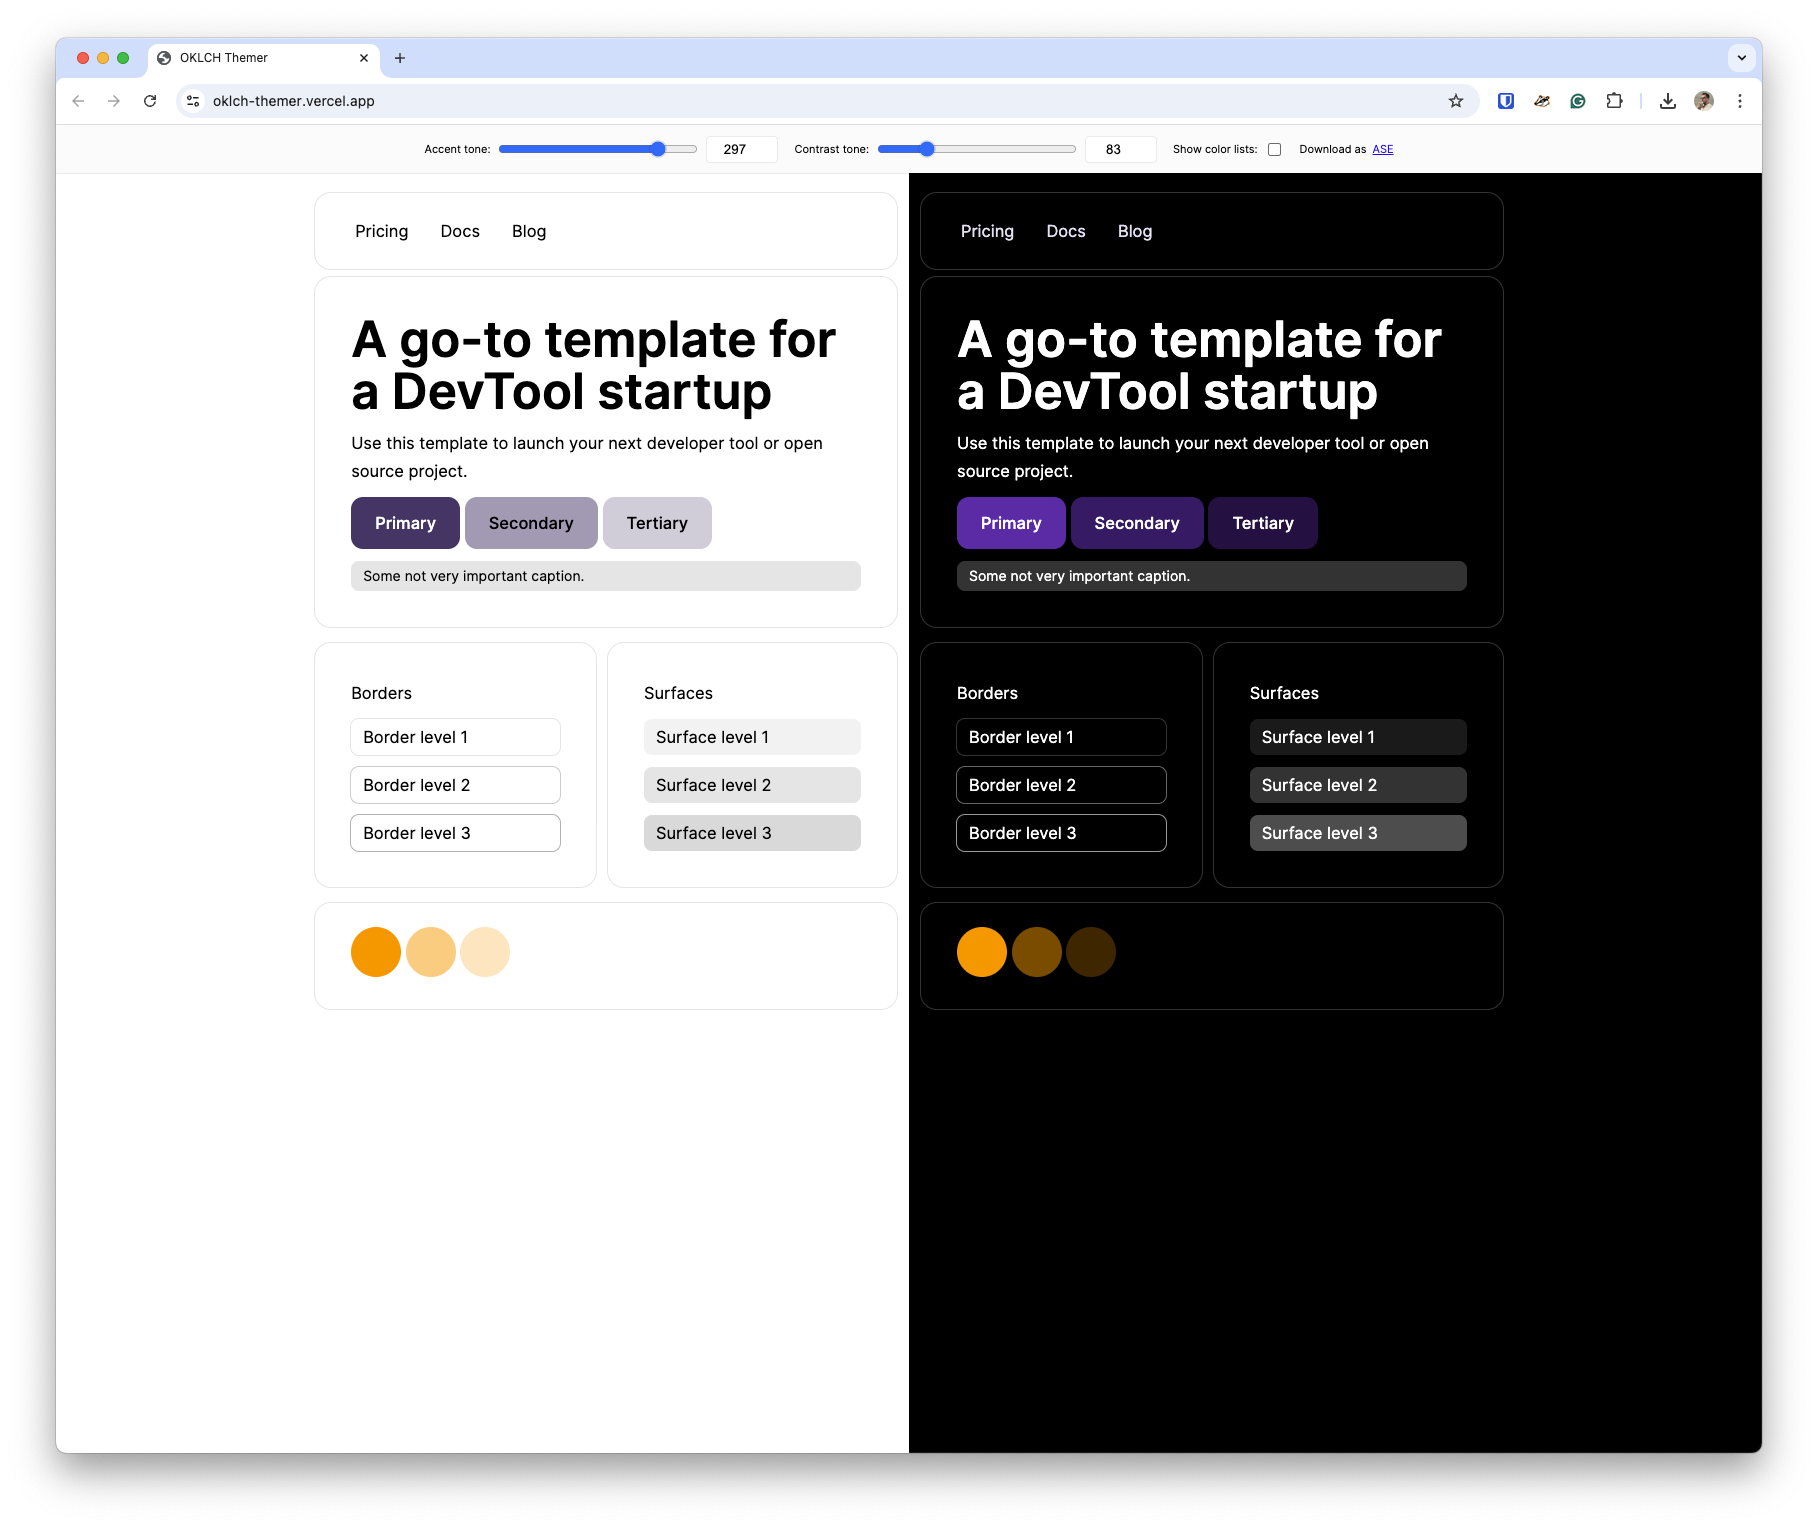 OKLCH Themer
oklch-themer.vercel.app
Accent tone: 297 Contrast tone: 83 Show color lists: Download as ASE
Pricing Docs Blog
A go-to template for
a DevTool startup
Use this template to launch your next developer tool or open
source project.
Primary Secondary Tertiary
Some not very important caption.
Borders
Border level 1
Border level 2
Border level 3
Surfaces
Surface level 1
Surface level 2
Surface level 3
Pricing Docs Blog
A go-to template for
a DevTool startup
Use this template to launch your next developer tool or open
source project.
Primary Secondary Tertiary
Some not very important caption.
Borders
Border level 1
Border level 2
Border level 3
Surfaces
Surface level 1
Surface level 2
Surface level 3